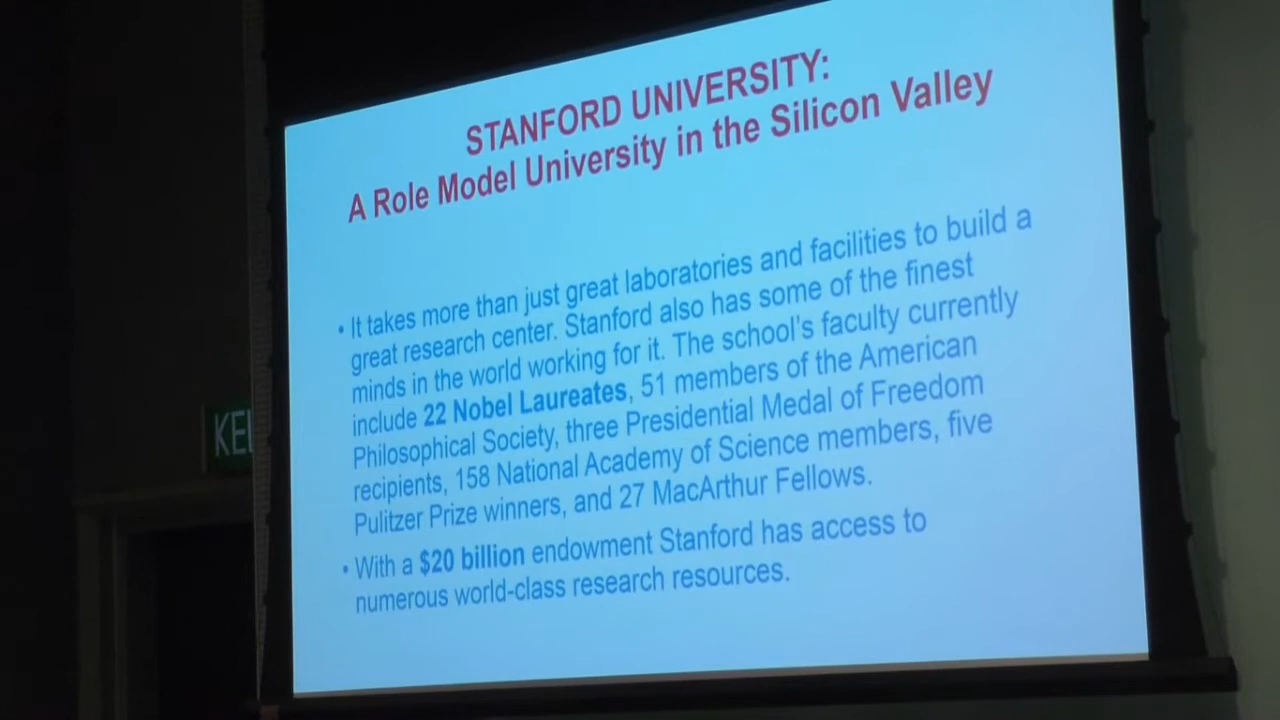 STANFORD UNIVERSITY:
A Role Model University in the Silicon Valley
• It takes more than just great laboratories and facilities to build a
great research center. Stanford also has some of the finest
minds in the world working for it. The school's faculty currently
include 22 Nobel Laureates, 51 members of the American
Philosophical Society, three Presidential Medal of Freedom
recipients, 158 National Academy of Science members, five
Pulitzer Prize winners, and 27 MacArthur Fellows.
• With a $20 billion endowment Stanford has access to
numerous world-class research resources.